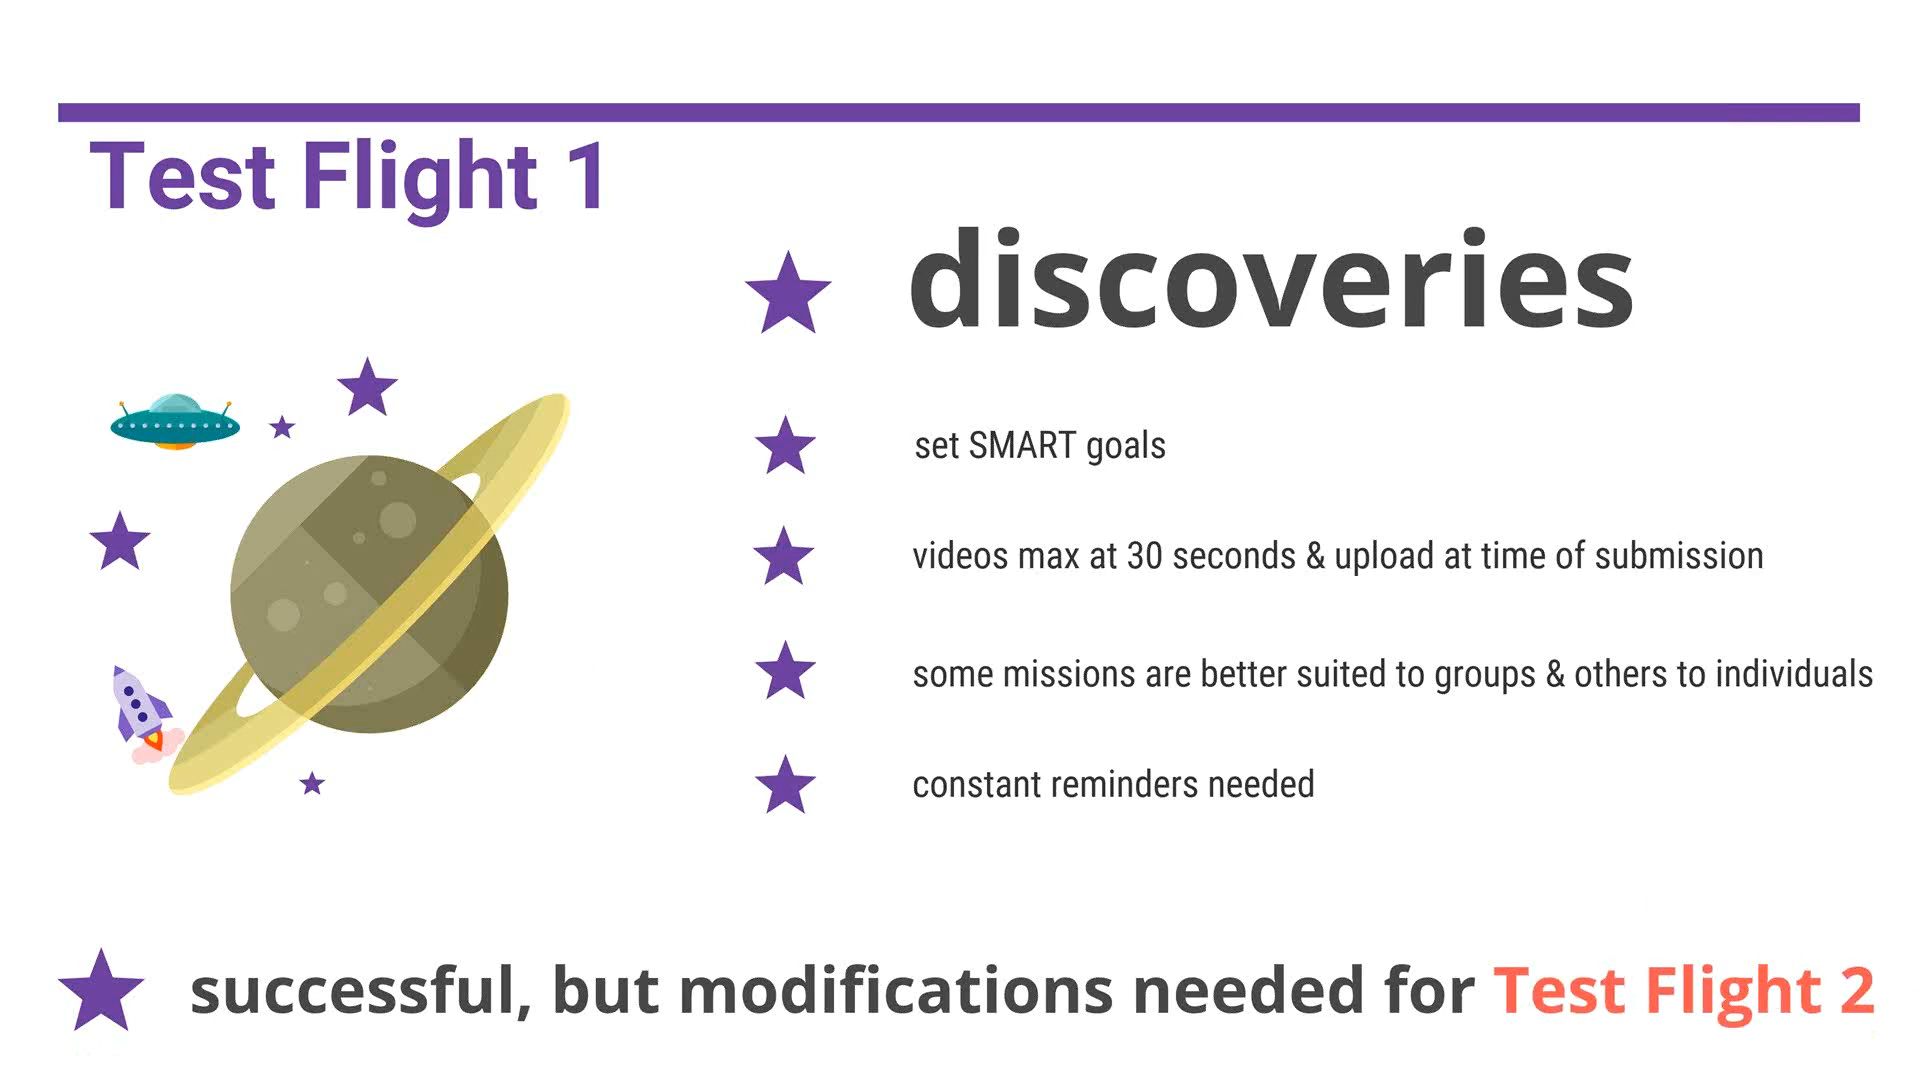 Test Flight 1
discoveries
set SMART goals
videos max at 30 seconds & upload at time of submission
some missions are better suited to groups & others to individuals
constant reminders needed
successful, but modifications needed for Test Flight 2